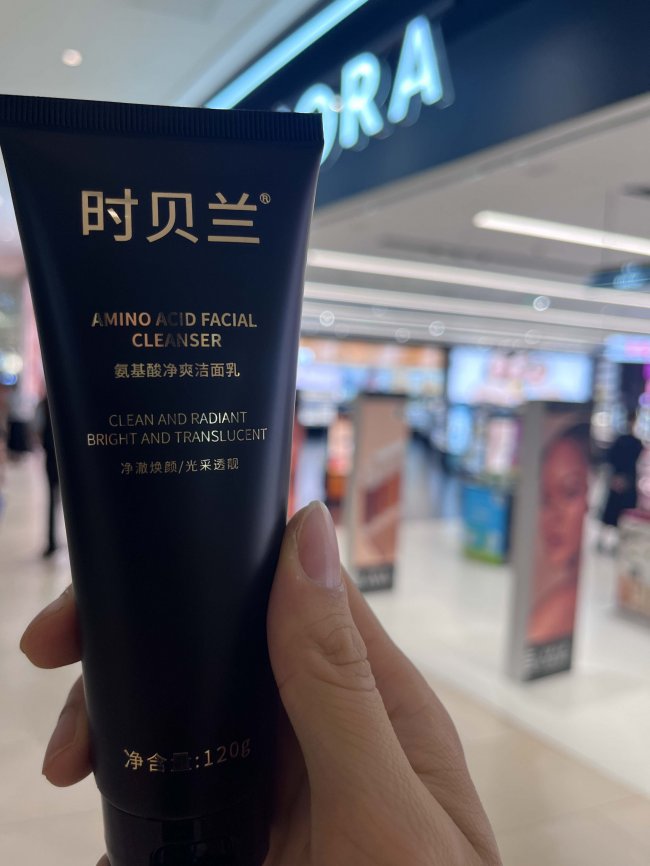 ORA
时贝兰®
AMINO ACID FACIAL
CLEANSER
氨基酸净爽洁面乳
CLEAN AND RADIANT
BRIGHT AND TRANSLUCENT
净澈焕颜/光采透靓
净含量:120g